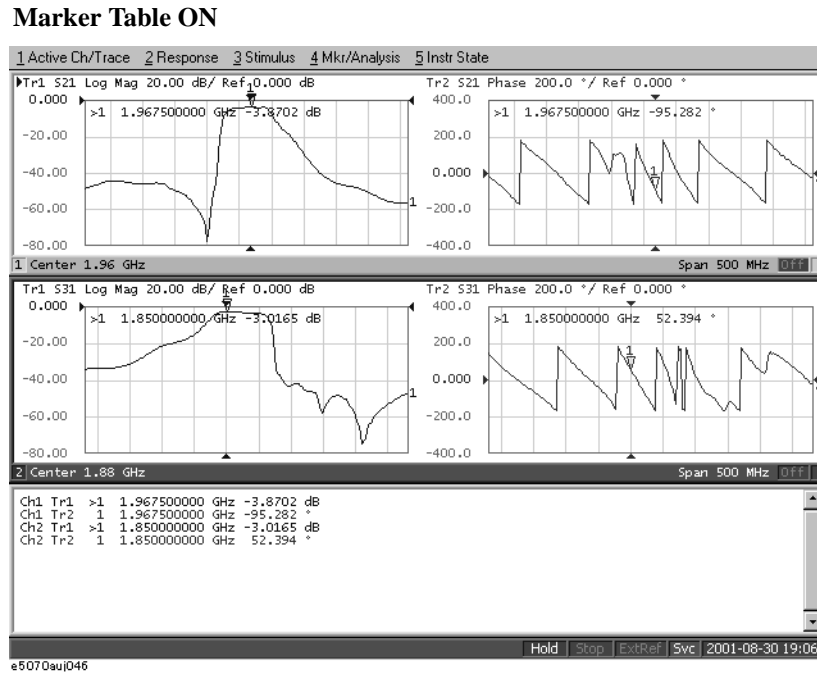 Marker Table ON
1 Active Ch/Trace 2 Response 3 Stimulus 4 Mkr/Analysis 5 Instr State
Tr1 S21 Log Mag 20.00 dB/ Ref 0.000 dB
1
0.000
>1 1.967500000 GHz -3.8702 dB
-20.00
-40.00
-60.00
-80.00
1
Tr2 S21 Phase 200.0 °/ Ref 0.000 °
400.0
>1 1.967500000 GHz -95.282 °
200.0
0.000
-200.0
-400.0
1
1 Center 1.96 GHz Span 500 MHz Off
Tr1 S31 Log Mag 20.00 dB/ Ref 0.000 dB
1
0.000
>1 1.850000000 GHz -3.0165 dB
-20.00
-40.00
-60.00
-80.00
1
Tr2 S31 Phase 200.0 °/ Ref 0.000 °
400.0
>1 1.850000000 GHz 52.394 °
200.0
0.000
-200.0
-400.0
1
2 Center 1.88 GHz Span 500 MHz Off
Ch1 Tr1 >1 1.967500000 GHz -3.8702 dB
Ch1 Tr2 1 1.967500000 GHz -95.282 °
Ch2 Tr1 >1 1.850000000 GHz -3.0165 dB
Ch2 Tr2 1 1.850000000 GHz 52.394 °
Hold Stop ExtRef Svc 2001-08-30 19:06
e5070auj046